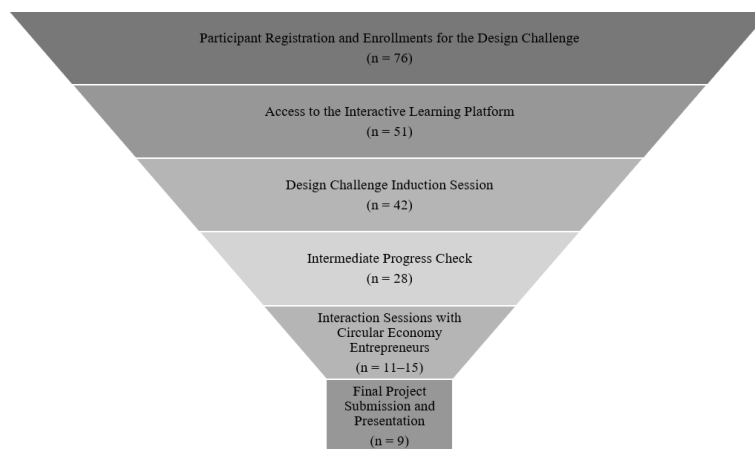 Participant Registration and Enrollments for the Design Challenge
(n = 76)
Access to the Interactive Learning Platform
(n = 51)
Design Challenge Induction Session
(n = 42)
Intermediate Progress Check
(n = 28)
Interaction Sessions with
Circular Economy
Entrepreneurs
(n = 11–15)
Final Project
Submission and
Presentation
(n = 9)